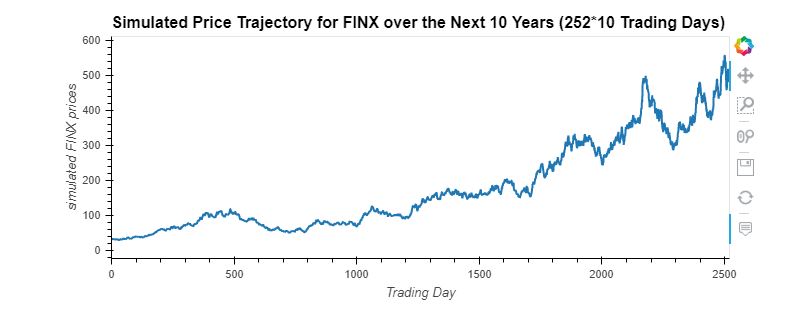 Simulated Price Trajectory for FINX over the Next 10 Years (252*10 Trading Days)
simulated FINX prices
600
500
400
300
200
100
0
0 500 1000 1500 2000 2500
Trading Day